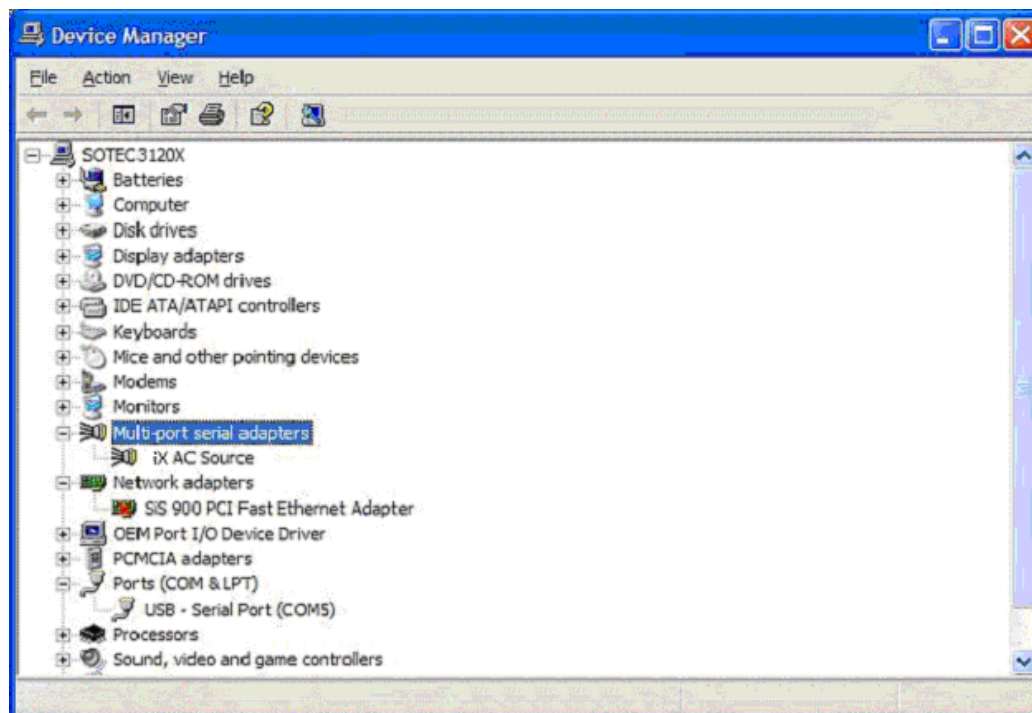 Device Manager
File Action View Help
SOTEC3120X
Batteries
Computer
Disk drives
Display adapters
DVD/CD-ROM drives
IDE ATA/ATAPI controllers
Keyboards
Mice and other pointing devices
Modems
Monitors
Multi-port serial adapters
iX AC Source
Network adapters
SiS 900 PCI Fast Ethernet Adapter
OEM Port I/O Device Driver
PCMCIA adapters
Ports (COM & LPT)
USB - Serial Port (COM5)
Processors
Sound, video and game controllers